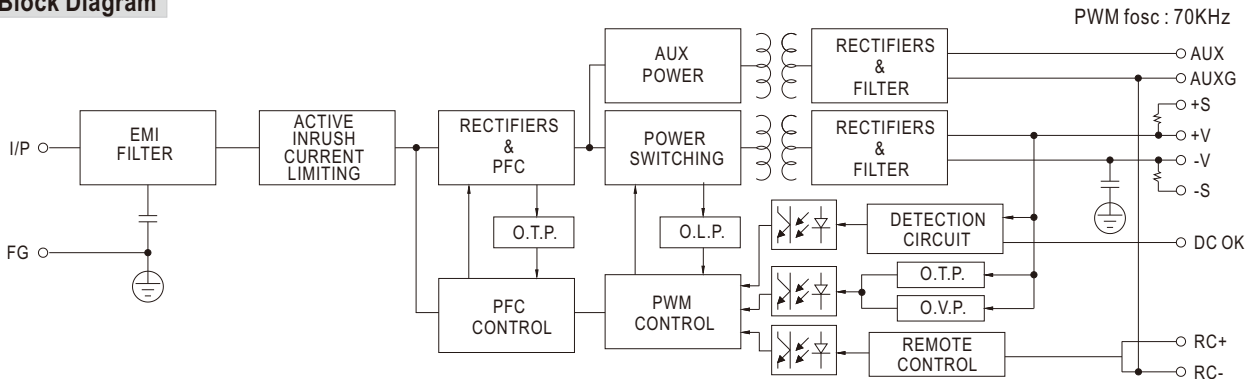 Block Diagram
PWM fosc : 70KHz
AUX
POWER
RECTIFIERS
&
FILTER
AUX
AUXG
+S
I/P
EMI
FILTER
ACTIVE
INRUSH
CURRENT
LIMITING
RECTIFIERS
&
PFC
POWER
SWITCHING
RECTIFIERS
&
FILTER
+V
-V
-S
O.T.P.
O.L.P.
DETECTION
CIRCUIT
DC OK
FG
PFC
CONTROL
PWM
CONTROL
O.T.P.
O.V.P.
REMOTE
CONTROL
RC+
RC-